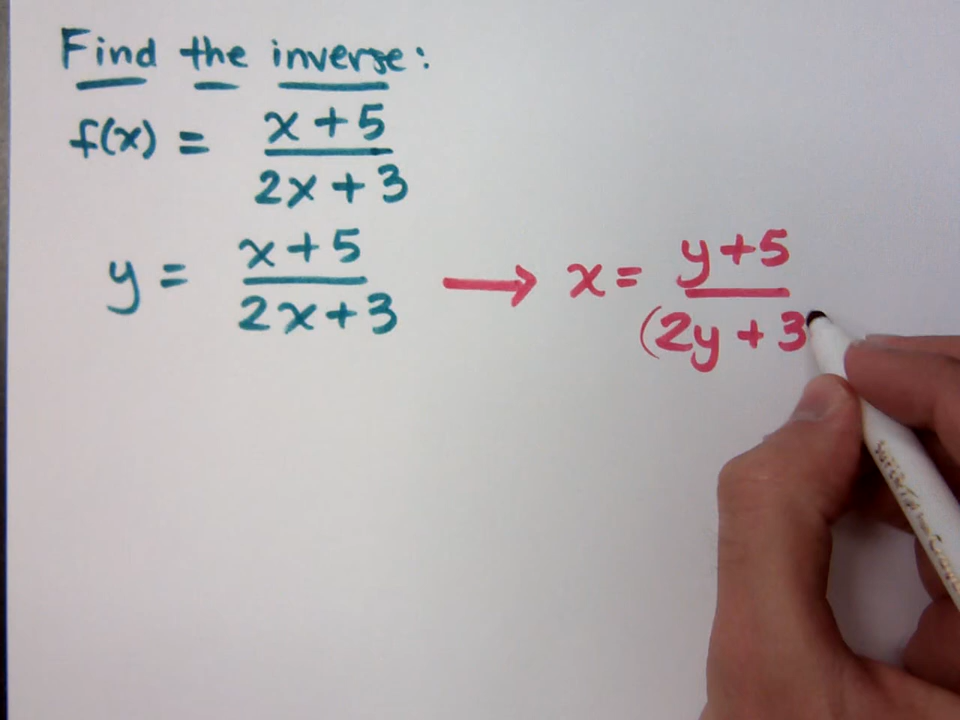 Find the inverse:
f(x) = x+5 / 2x+3
y = x+5 / 2x+3 → x = y+5 / (2y+3